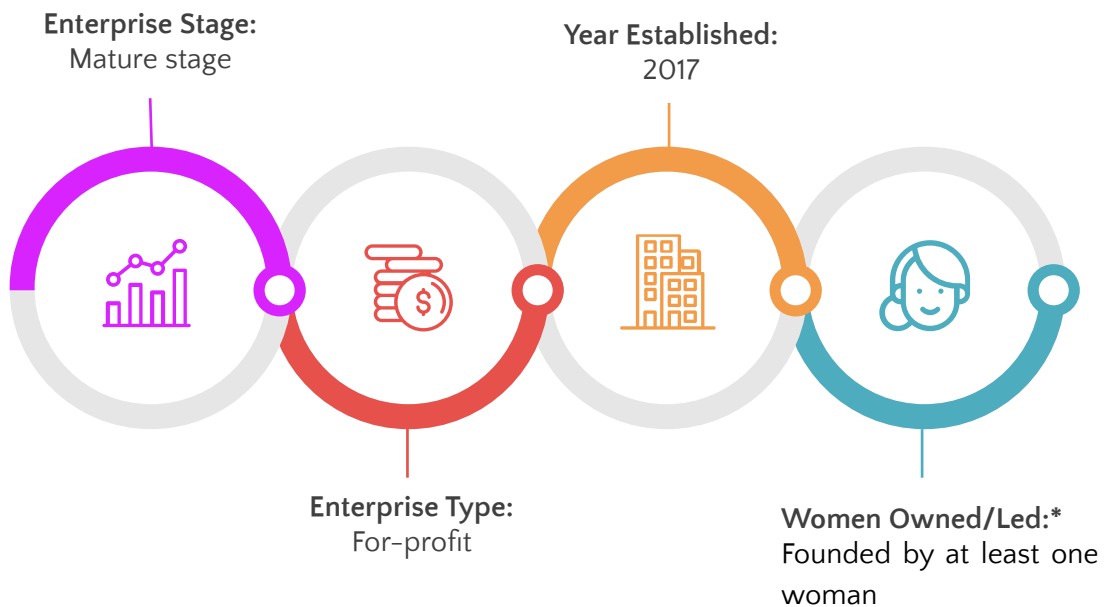 Enterprise Stage:
Mature stage
Year Established:
2017
$
Enterprise Type:
For-profit
Women Owned/Led:*
Founded by at least one
woman